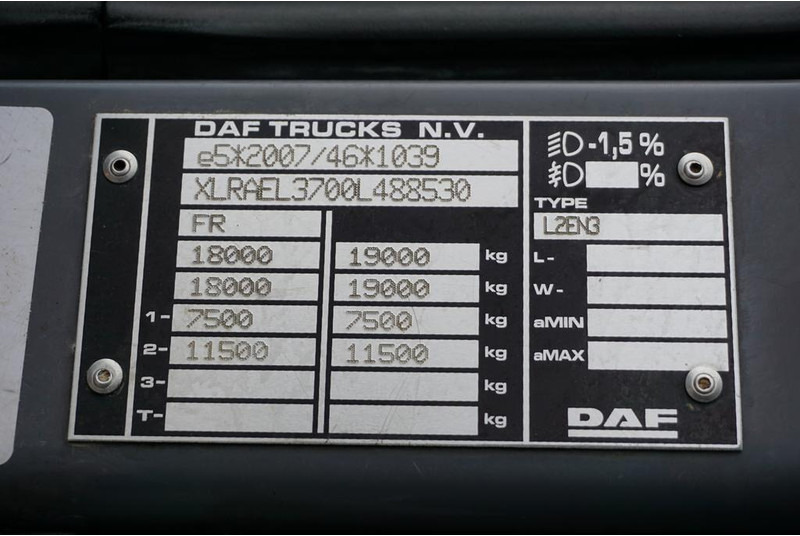 DAF TRUCKS N.V.
e5*2007/46*1039
XLRAEL3700L488530
FR
18000 19000 kg
18000 19000 kg
1- 7500 7500 kg
2- 11500 11500 kg
3- kg
T- kg
-1,5 %
%
TYPE
L2EN3
L-
W-
aMIN
aMAX
DAF